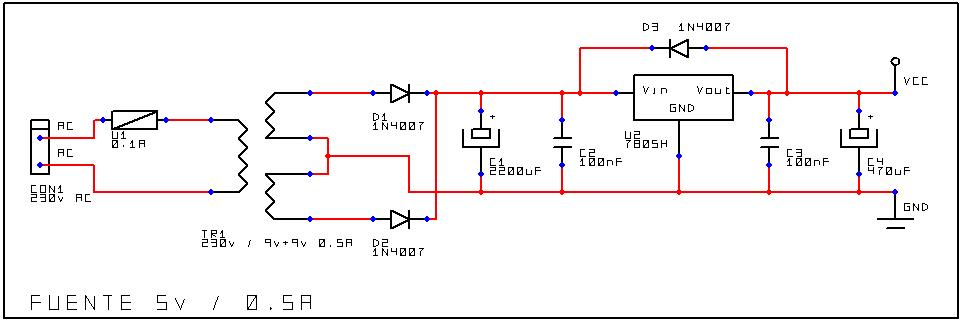 D3 1N4007
VCC
Vin Vout
GND
AC
U1
0.1A
AC
CON1
230v AC
D1
1N4007
+
C1
2200uF
C2
100nF
U2
7805H
C3
100nF
+
C4
470uF
GND
TR1
230v / 9v+9v 0.5A
D2
1N4007
FUENTE 5v / 0.5A